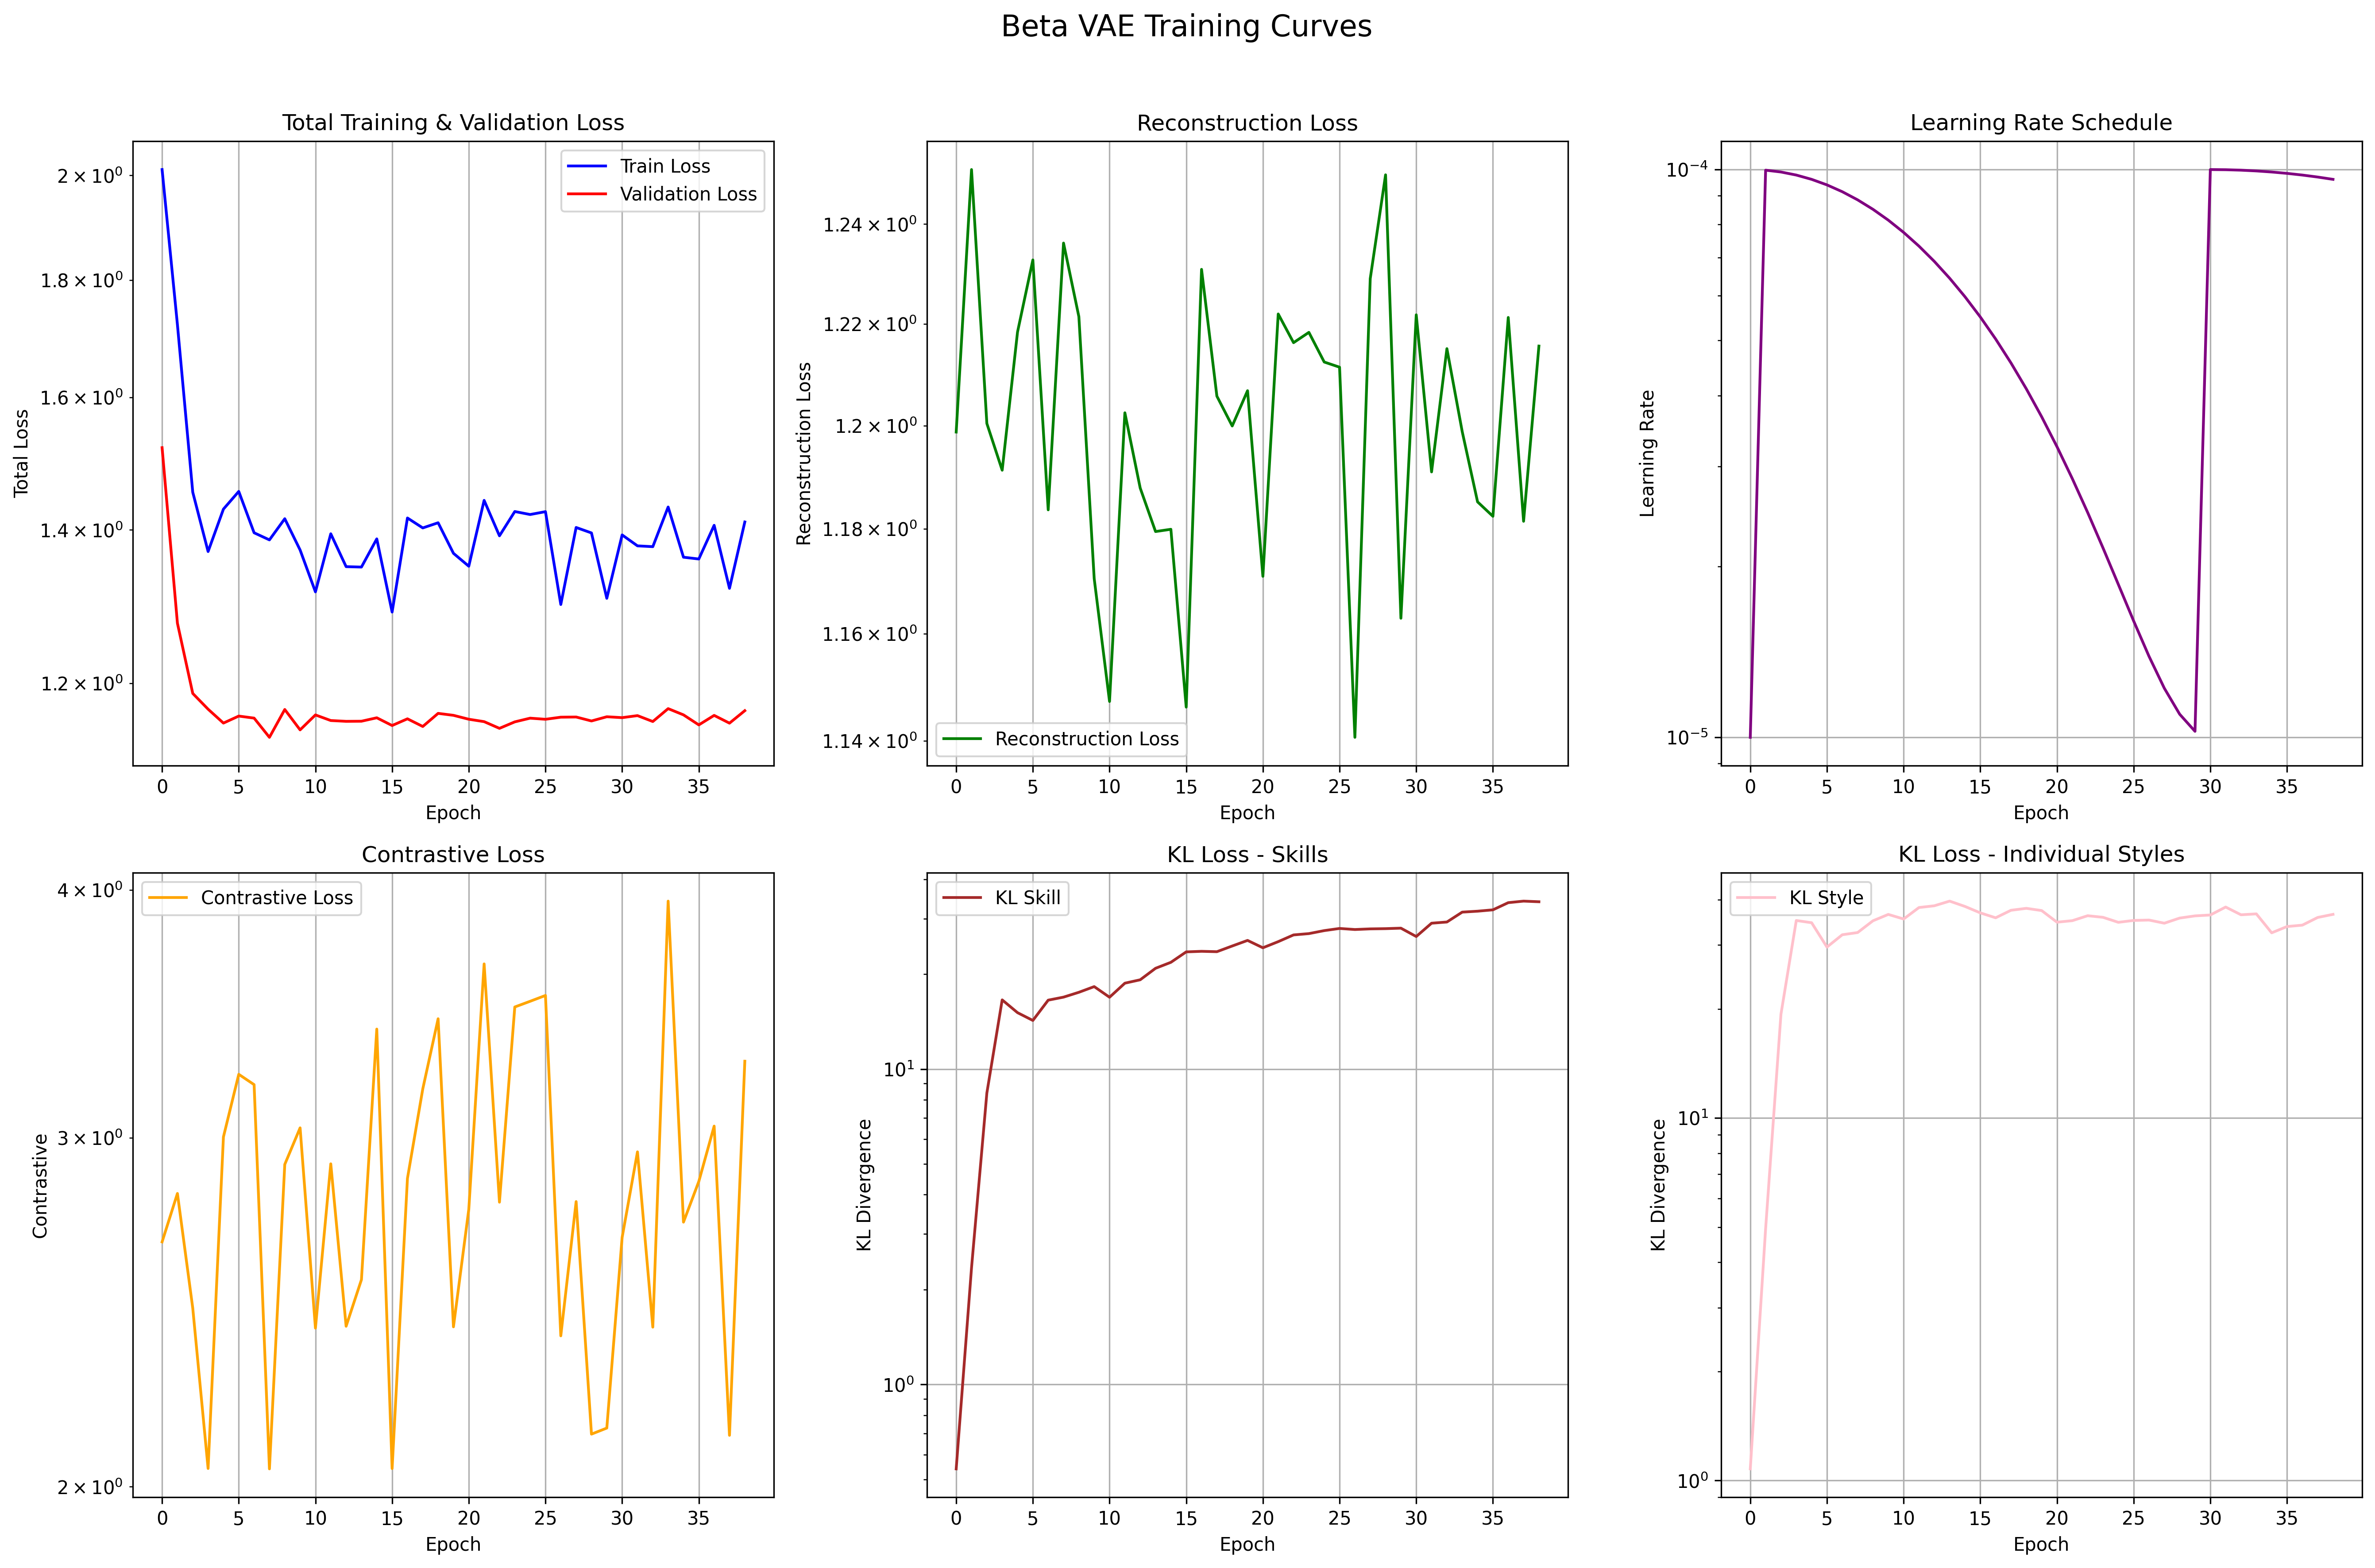 Beta VAE Training Curves
Total Training & Validation Loss
Total Loss
2 × 10⁰
1.8 × 10⁰
1.6 × 10⁰
1.4 × 10⁰
1.2 × 10⁰
Train Loss
Validation Loss
0 5 10 15 20 25 30 35
Epoch
Reconstruction Loss
Reconstruction Loss
1.24 × 10⁰
1.22 × 10⁰
1.2 × 10⁰
1.18 × 10⁰
1.16 × 10⁰
1.14 × 10⁰
Reconstruction Loss
0 5 10 15 20 25 30 35
Epoch
Learning Rate Schedule
Learning Rate
10⁻⁴
10⁻⁵
0 5 10 15 20 25 30 35
Epoch
Contrastive Loss
Contrastive
4 × 10⁰
3 × 10⁰
2 × 10⁰
Contrastive Loss
0 5 10 15 20 25 30 35
Epoch
KL Loss - Skills
KL Divergence
10¹
10⁰
KL Skill
0 5 10 15 20 25 30 35
Epoch
KL Loss - Individual Styles
KL Divergence
10¹
10⁰
KL Style
0 5 10 15 20 25 30 35
Epoch